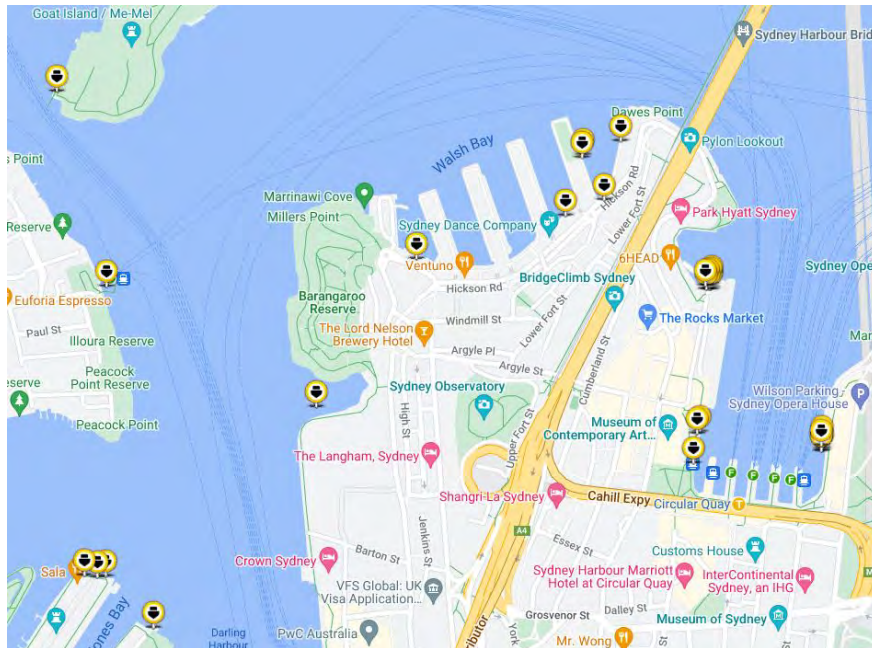 Goat Island / Me-Mel
Sydney Harbour Brid
Dawes Point
Walsh Bay
Pylon Lookout
s Point
Marrinawi Cove
Millers Point
Hickson Rd
Lower Fort St
Park Hyatt Sydney
Reserve
Sydney Dance Company
6HEAD
Ventuno
BridgeClimb Sydney
Sydney Ope
Hickson Rd
Euforia Espresso
Barangaroo
Reserve
Windmill St
Lower Fort St
The Rocks Market
Paul St
The Lord Nelson
Brewery Hotel
Illoura Reserve
Mar
Argyle Pl
Argyle St
Cumberland St
Peacock
Point Reserve
eserve
Sydney Observatory
Wilson Parking,
Sydney Opera House
Peacock Point
High St
Upper Fort St
Museum of
Contemporary Art...
The Langham, Sydney
Shangri-La Sydney
Cahill Expy
Circular Quay
T
P
F
F
F
F
A4
Jenkins St
Essex St
Customs House
Barton St
Crown Sydney
Sala
VFS Global: UK
Visa Application...
Sydney Harbour Marriott
Hotel at Circular Quay
InterContinental
Sydney, an IHG
M
Dalley St
Grosvenor St
Museum of Sydney
ones Bay
Darling
Harbour
PwC Australia
ributor
York
Mr. Wong